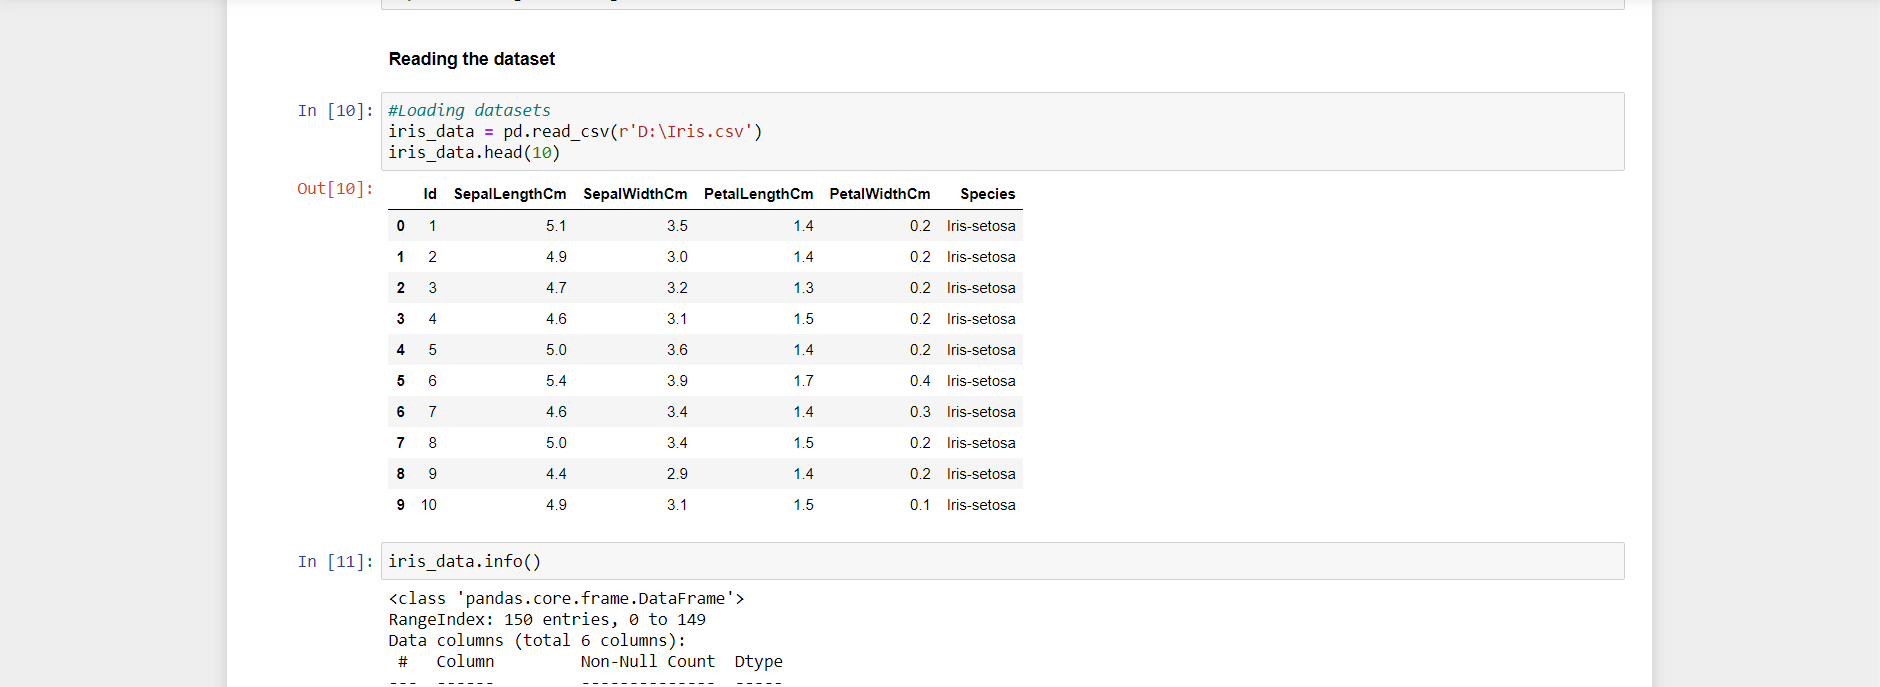 Reading the dataset
In [10]: #Loading datasets
iris_data = pd.read_csv(r'D:\Iris.csv')
iris_data.head(10)
Out[10]: Id SepalLengthCm SepalWidthCm PetalLengthCm PetalWidthCm Species
0 1 5.1 3.5 1.4 0.2 Iris-setosa
1 2 4.9 3.0 1.4 0.2 Iris-setosa
2 3 4.7 3.2 1.3 0.2 Iris-setosa
3 4 4.6 3.1 1.5 0.2 Iris-setosa
4 5 5.0 3.6 1.4 0.2 Iris-setosa
5 6 5.4 3.9 1.7 0.4 Iris-setosa
6 7 4.6 3.4 1.4 0.3 Iris-setosa
7 8 5.0 3.4 1.5 0.2 Iris-setosa
8 9 4.4 2.9 1.4 0.2 Iris-setosa
9 10 4.9 3.1 1.5 0.1 Iris-setosa
In [11]: iris_data.info()
<class 'pandas.core.frame.DataFrame'>
RangeIndex: 150 entries, 0 to 149
Data columns (total 6 columns):
# Column Non-Null Count Dtype
--- ------ -------------- -----